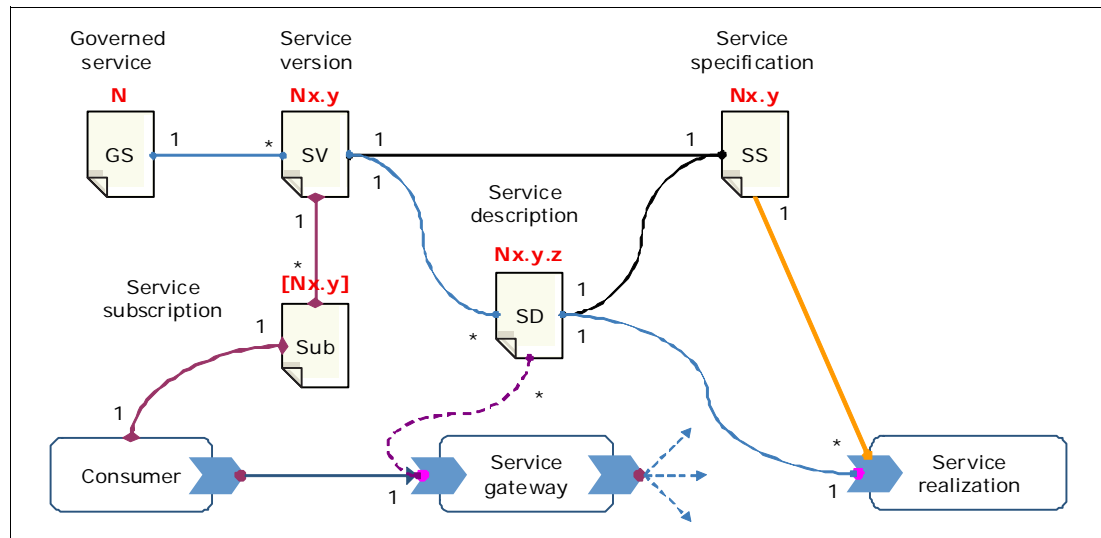 Governed
service
Service
version
Service
specification
N
Nx.y
Nx.y
1
*
1
1
GS
SV
SS
1
1
Service
description
1
*
Nx.y.z
[Nx.y]
Service
subscription
1
1
SD
*
1
Sub
*
1
*
Consumer
Service
gateway
Service
realization
1
1